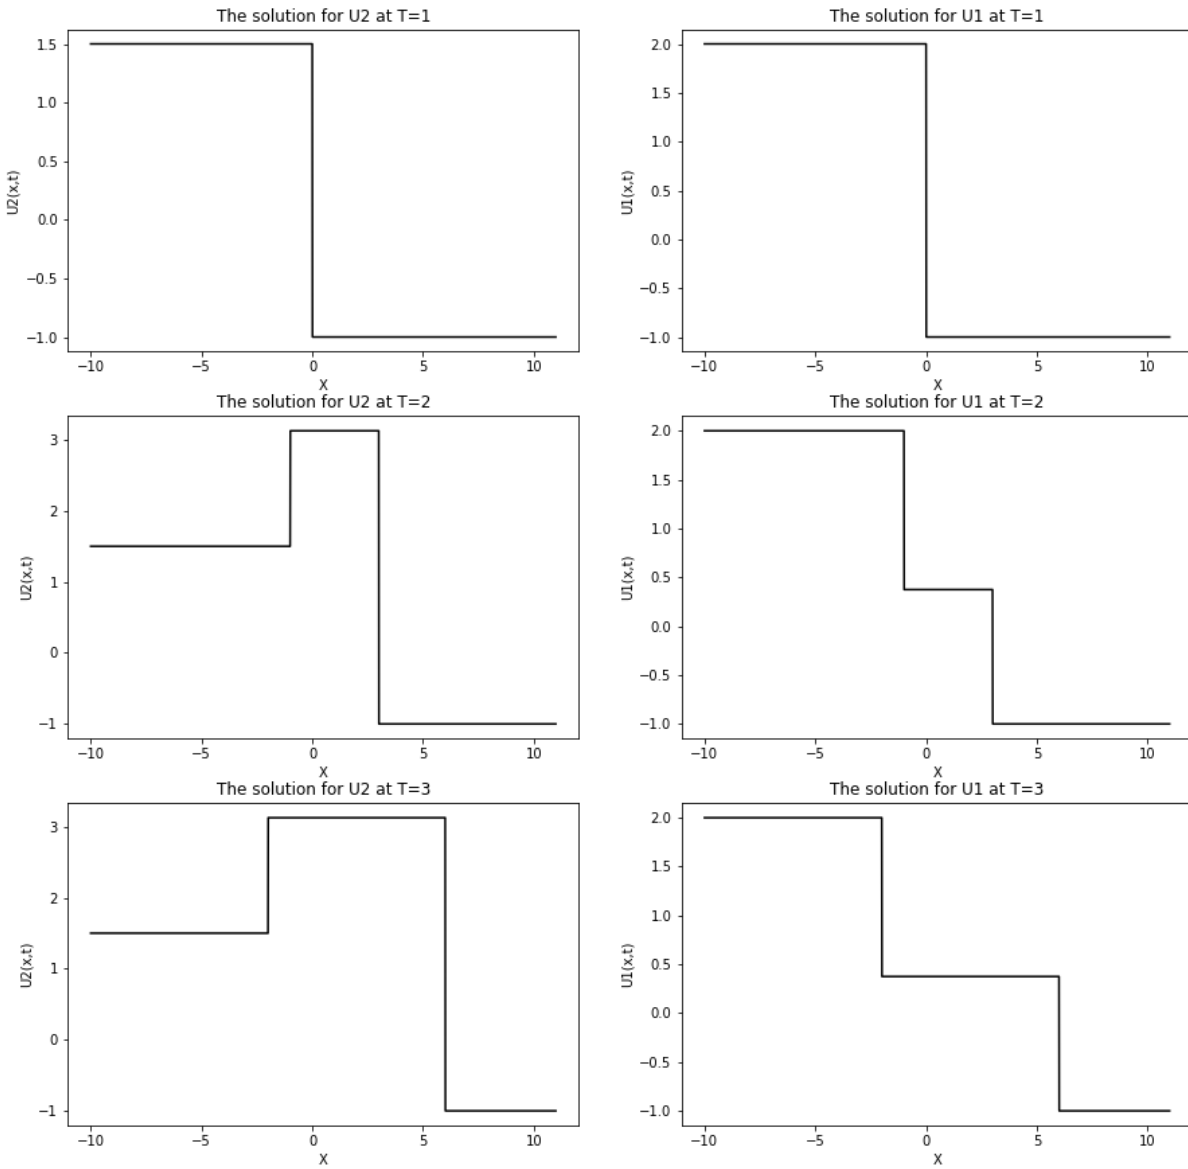 The solution for U2 at T=1
1.5
1.0
0.5
0.0
−0.5
−1.0
U2(x,t)
−10 −5 0 5 10
X
The solution for U1 at T=1
2.0
1.5
1.0
0.5
0.0
−0.5
−1.0
U1(x,t)
−10 −5 0 5 10
X
The solution for U2 at T=2
3
2
1
0
−1
U2(x,t)
−10 −5 0 5 10
X
The solution for U1 at T=2
2.0
1.5
1.0
0.5
0.0
−0.5
−1.0
U1(x,t)
−10 −5 0 5 10
X
The solution for U2 at T=3
3
2
1
0
−1
U2(x,t)
−10 −5 0 5 10
X
The solution for U1 at T=3
2.0
1.5
1.0
0.5
0.0
−0.5
−1.0
U1(x,t)
−10 −5 0 5 10
X